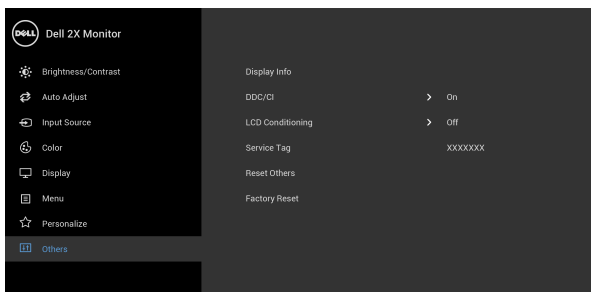 DELL Dell 2X Monitor
Brightness/Contrast Display Info
Auto Adjust DDC/CI On
Input Source LCD Conditioning Off
Color Service Tag XXXXXXX
Display Reset Others
Menu Factory Reset
Personalize
Others